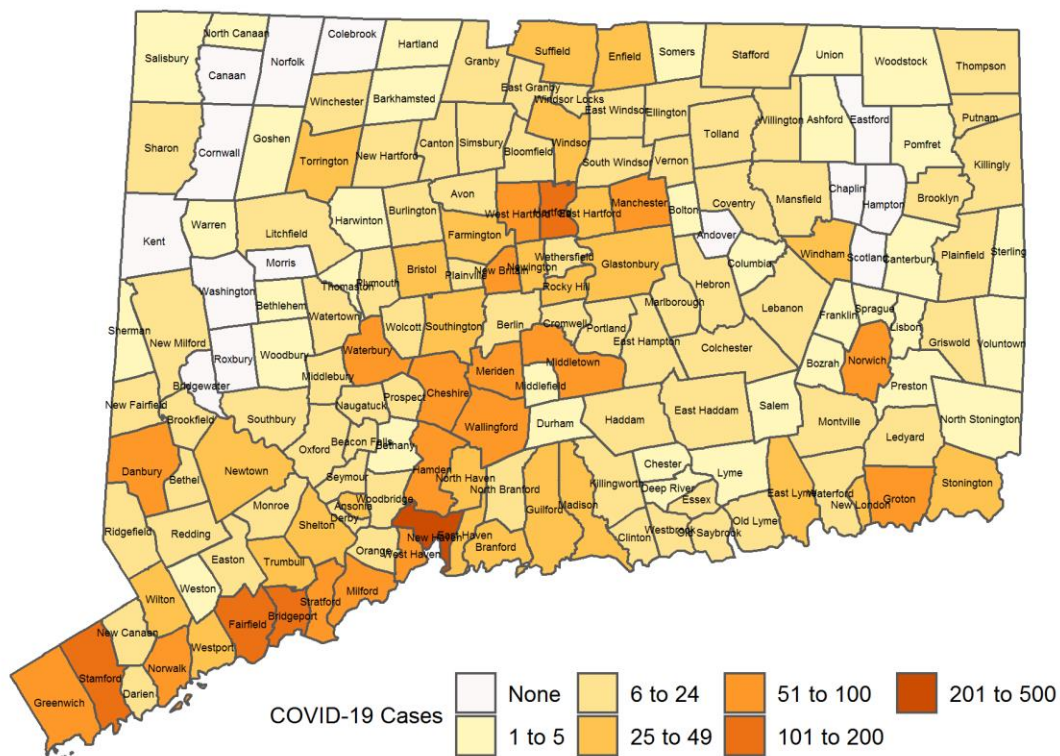 North Canaan
Colebrook
Hartland
Suffield
Enfield
Somers
Stafford
Union
Woodstock
Thompson
Salisbury
Canaan
Norfolk
Granby
East Granby
Windsor Locks
Winchester
Barkhamsted
East Windsor
Ellington
Willington
Ashford
Eastford
Putnam
Sharon
Cornwall
Goshen
Torrington
New Hartford
Canton
Simsbury
Bloomfield
Windsor
South Windsor
Vernon
Tolland
Pomfret
Killingly
Avon
West Hartford
Hartford
East Hartford
Manchester
Bolton
Coventry
Mansfield
Chaplin
Hampton
Brooklyn
Kent
Warren
Litchfield
Harwinton
Burlington
Farmington
Andover
Columbia
Windham
Scotland
Canterbury
Plainfield
Sterling
Morris
Washington
Bethlehem
Thomaston
Plymouth
Bristol
Plainville
New Britain
Newington
Wethersfield
Rocky Hill
Glastonbury
Marlborough
Hebron
Lebanon
Franklin
Sprague
Lisbon
Griswold
Voluntown
Sherman
New Milford
Roxbury
Woodbury
Watertown
Wolcott
Southington
Berlin
Cromwell
Portland
East Hampton
Colchester
Bozrah
Norwich
Preston
Bridgewater
Middlebury
Waterbury
Cheshire
Meriden
Middletown
Middlefield
New Fairfield
Brookfield
Southbury
Naugatuck
Prospect
Wallingford
Durham
Haddam
East Haddam
Salem
Montville
Ledyard
North Stonington
Danbury
Bethel
Newtown
Oxford
Beacon Falls
Bethany
Hamden
North Haven
North Branford
Killingworth
Chester
Deep River
Essex
Lyme
East Lyme
Waterford
New London
Groton
Stonington
Ridgefield
Redding
Monroe
Seymour
Ansonia
Derby
Woodbridge
Shelton
Orange
New Haven
East Haven
West Haven
Branford
Guilford
Madison
Clinton
Westbrook
Old Saybrook
Old Lyme
Easton
Trumbull
Weston
Wilton
Stratford
Milford
Fairfield
Bridgeport
New Canaan
Westport
Norwalk
Darien
Stamford
Greenwich
COVID-19 Cases
None
6 to 24
51 to 100
201 to 500
1 to 5
25 to 49
101 to 200